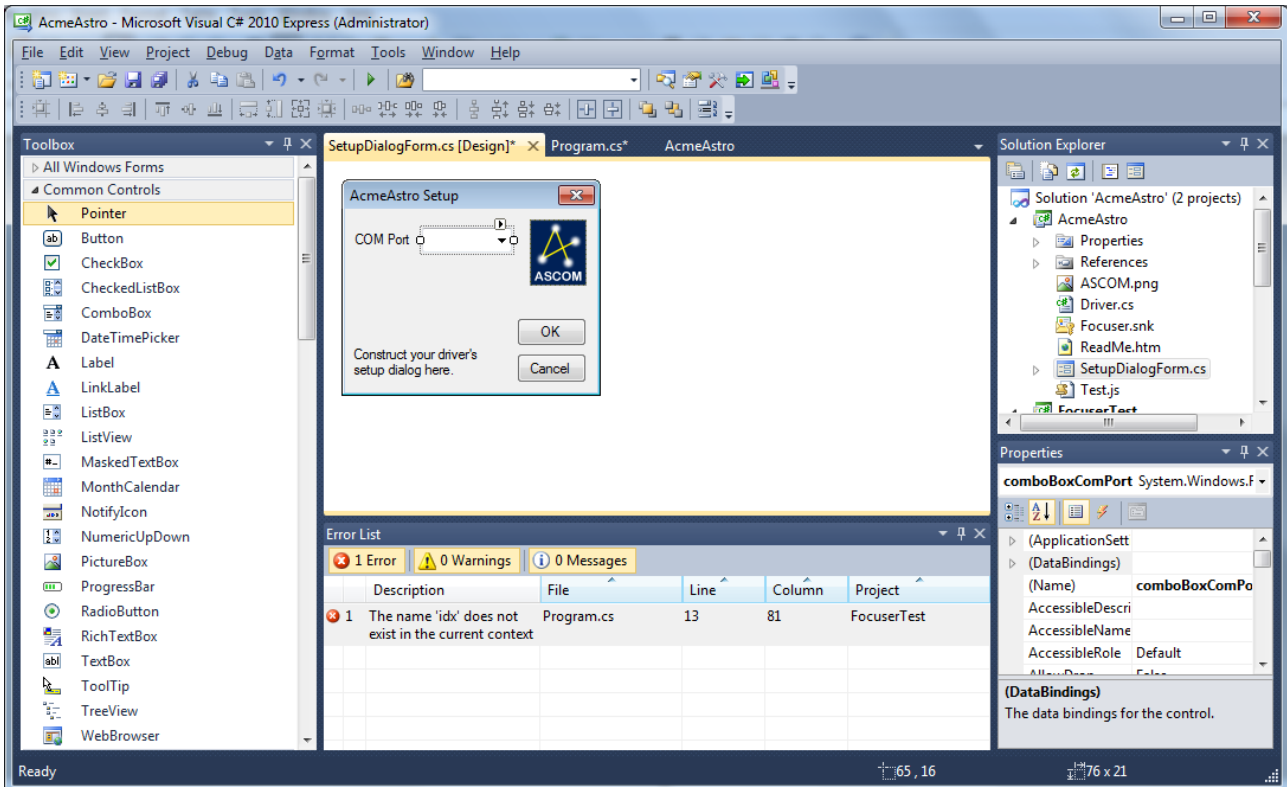 AcmeAstro - Microsoft Visual C# 2010 Express (Administrator)
File Edit View Project Debug Data Format Tools Window Help
Toolbox
All Windows Forms
Common Controls
Pointer
Button
CheckBox
CheckedListBox
ComboBox
DateTimePicker
Label
LinkLabel
ListBox
ListView
MaskedTextBox
MonthCalendar
NotifyIcon
NumericUpDown
PictureBox
ProgressBar
RadioButton
RichTextBox
TextBox
ToolTip
TreeView
WebBrowser
SetupDialogForm.cs [Design]* Program.cs* AcmeAstro
AcmeAstro Setup
COM Port
ASCOM
OK
Construct your driver's
setup dialog here.
Cancel
Error List
1 Error 0 Warnings 0 Messages
Description File Line Column Project
1 The name 'idx' does not Program.cs 13 81 FocuserTest
exist in the current context
Solution Explorer
Solution 'AcmeAstro' (2 projects)
AcmeAstro
Properties
References
ASCOM.png
Driver.cs
Focuser.snk
ReadMe.htm
SetupDialogForm.cs
Test.js
FocuserTest
Properties
comboBoxComPort System.Windows.F
(ApplicationSett
(DataBindings)
(Name) comboBoxComPo
AccessibleDescri
AccessibleName
AccessibleRole Default
AllowDrop False
(DataBindings)
The data bindings for the control.
Ready 65 , 16 76 x 21